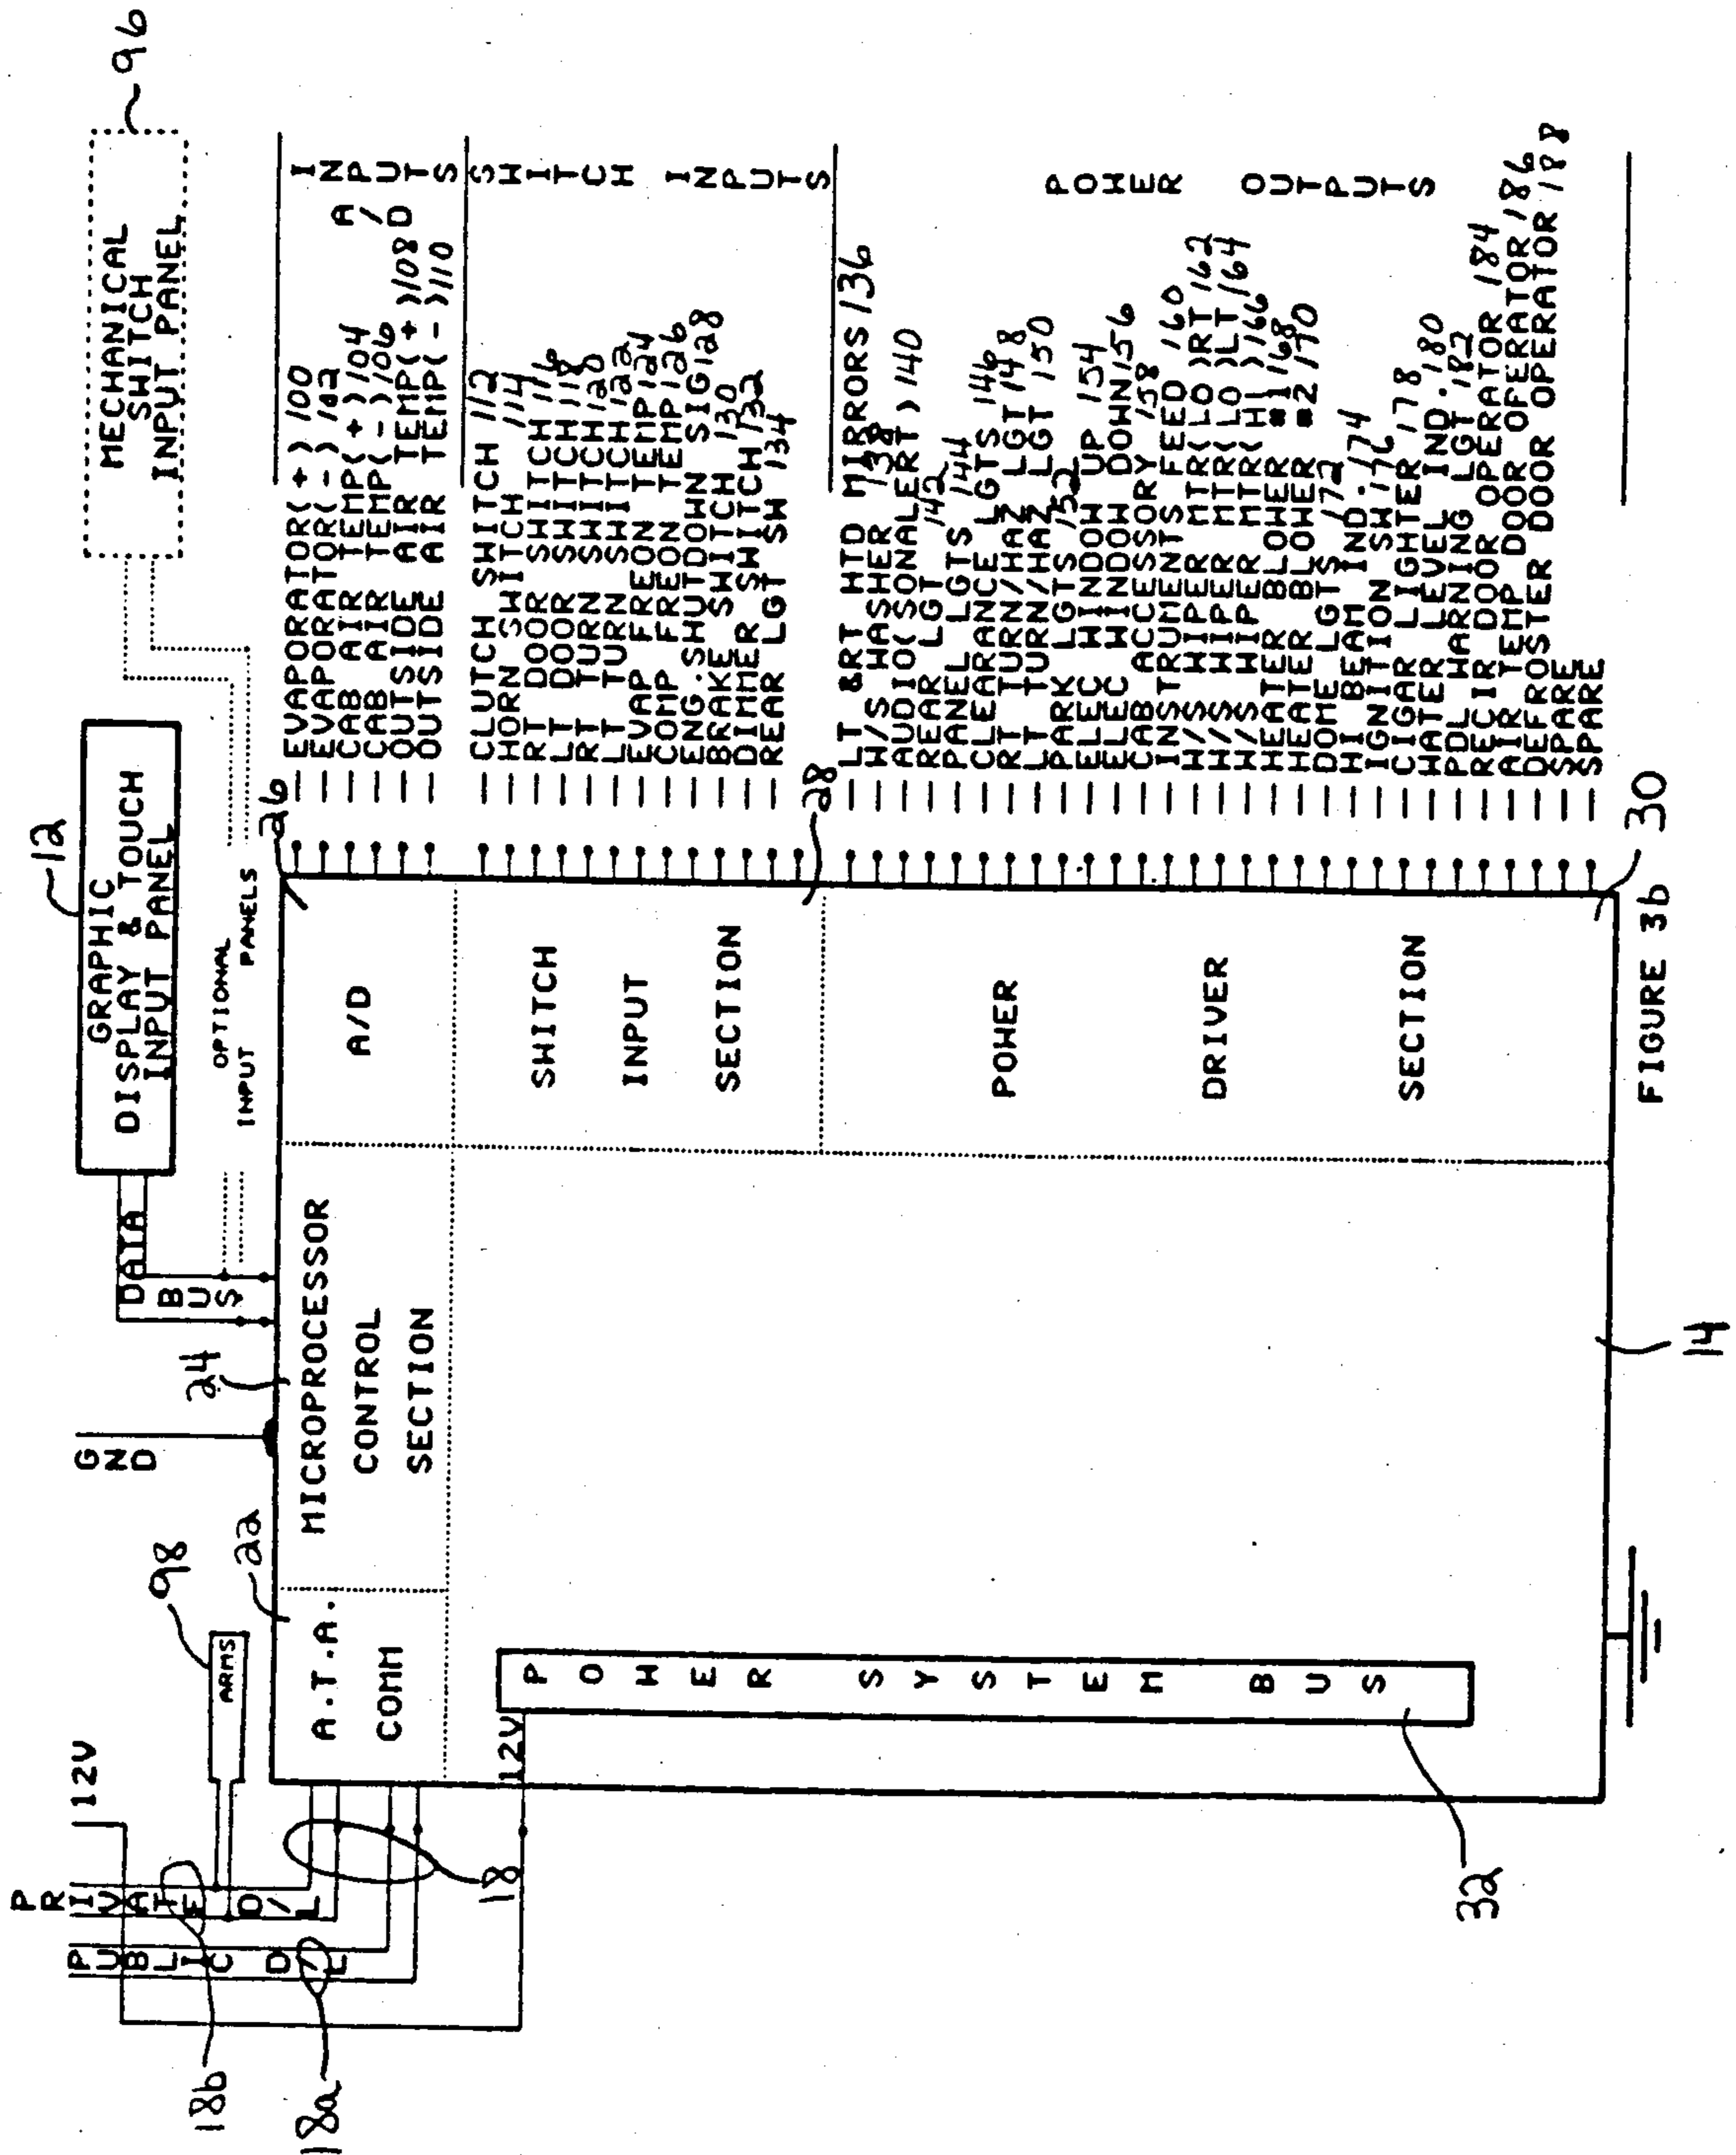 PRIVATE D/L
PUBLIC D/L
12V
18b
18a
98
ARMS
18
GND
DATA
BUS
12
GRAPHIC
DISPLAY & TOUCH
INPUT PANEL
OPTIONAL
INPUT PANELS
MECHANICAL
SWITCH
INPUT PANEL
96
22
A.T.A.
COMM
24
MICROPROCESSOR
CONTROL
SECTION
26
A/D
SWITCH
INPUT
SECTION
28
POWER
DRIVER
SECTION
30
12V
POWER SYSTEM BUS
32
14
EVAPORATOR(+) 100
EVAPORATOR(-) 102
CAB AIR TEMP(+) 104
CAB AIR TEMP(-) 106
OUTSIDE AIR TEMP(+) 108
OUTSIDE AIR TEMP(-) 110
A/D
INPUTS
CLUTCH SWITCH 112
HORN SWITCH 114
RT DOOR SWITCH 116
LT DOOR SWITCH 118
RT TURN SWITCH 120
LT TURN SWITCH 122
EVAP FREON TEMP 124
COMP FREON TEMP 126
ENG.SHUTDOWN SIG 128
BRAKE SWITCH 130
DIMMER SWITCH 132
REAR LGT SW 134
SWITCH INPUTS
LT &RT HTD MIRRORS 136
W/S WASHER 138
AUDIO(SONALERT) 140
REAR LGT 142
PANEL LGTS 144
CLEARANCE LGTS 146
RT TURN/HAZ LGT 148
LT TURN/HAZ LGT 150
PARK LGTS 152
ELEC WINDOW UP 154
ELEC WINDOW DOWN 156
CAB ACCESSORY 158
INSTRUMENTS FEED 160
W/S WIPER MTR(LO)RT 162
W/S WIPER MTR(LO)LT 164
W/S WIPER MTR(HI) 166
HEATER BLOWER #1 168
HEATER BLOWER #2 170
DOME LGTS 172
HI BEAM IND. 174
IGNITION SW 176
CIGAR LIGHTER 178
WATER LEVEL IND. 180
PDL WARNING LGT 182
RECIR DOOR OPERATOR 184
AIR TEMP DOOR OPERATOR 186
DEFROSTER DOOR OPERATOR 188
SPARE
SPARE
POWER OUTPUTS
FIGURE 3b